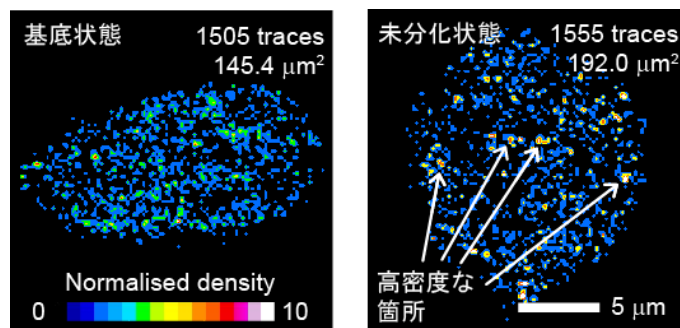 基底状態
1505 traces
145.4 μm²
Normalised density
0
10
未分化状態
1555 traces
192.0 μm²
高密度な
箇所
5 μm